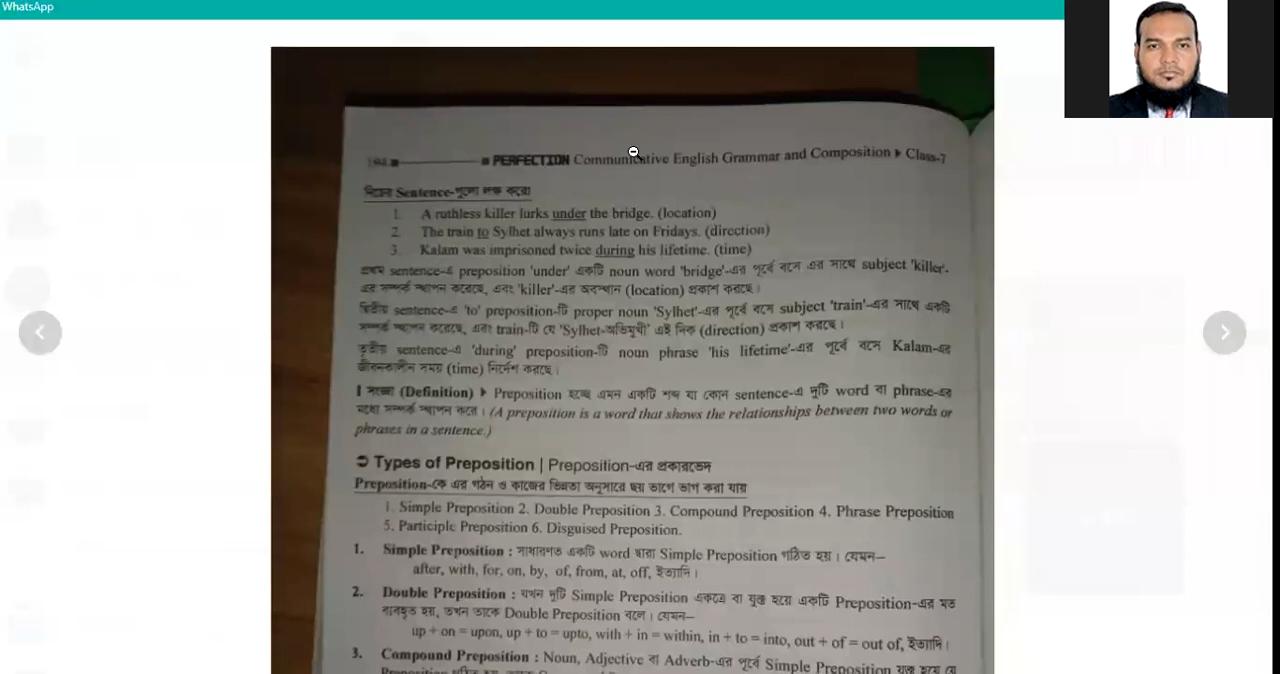 WhatsApp
194 PERFECTION Communicative English Grammar and Composition Class-7
নিচের Sentence-গুলো লক্ষ করো
1. A ruthless killer lurks under the bridge. (location)
2. The train to Sylhet always runs late on Fridays. (direction)
3. Kalam was imprisoned twice during his lifetime. (time)
প্রথম sentence-এ preposition 'under' একটি noun word 'bridge'-এর পূর্বে বসে এর সাথে subject 'killer'-
এর সম্পর্ক স্থাপন করেছে, এবং 'killer'-এর অবস্থান (location) প্রকাশ করছে।
দ্বিতীয় sentence-এ 'to' preposition-টি proper noun 'Sylhet'-এর পূর্বে বসে subject 'train'-এর সাথে একটি
সম্পর্ক স্থাপন করেছে, এবং train-টি যে 'Sylhet-অভিমুখী' এই দিক (direction) প্রকাশ করছে।
তৃতীয় sentence-এ 'during' preposition-টি noun phrase 'his lifetime'-এর পূর্বে বসে Kalam-এর
জীবনকালীন সময় (time) নির্দেশ করছে।
সংজ্ঞা (Definition) Preposition হচ্ছে এমন একটি শব্দ যা কোন sentence-এ দুটি word বা phrase-এর
মধ্যে সম্পর্ক স্থাপন করে। (A preposition is a word that shows the relationships between two words or
phrases in a sentence.)
Types of Preposition | Preposition-এর প্রকারভেদ
Preposition-কে এর গঠন ও কাজের ভিন্নতা অনুসারে ছয় ভাগে ভাগ করা যায়
1. Simple Preposition 2. Double Preposition 3. Compound Preposition 4. Phrase Preposition
5. Participle Preposition 6. Disguised Preposition.
1. Simple Preposition : সাধারণত একটি word দ্বারা Simple Preposition গঠিত হয়। যেমন—
after, with, for, on, by, of, from, at, off, ইত্যাদি।
2. Double Preposition : যখন দুটি Simple Preposition একত্রে বা যুক্ত হয়ে একটি Preposition-এর মত
ব্যবহৃত হয়, তখন তাকে Double Preposition বলে। যেমন—
up + on = upon, up + to = upto, with + in = within, in + to = into, out + of = out of, ইত্যাদি।
3. Compound Preposition : Noun, Adjective বা Adverb-এর পূর্বে Simple Preposition যুক্ত হয়ে যে